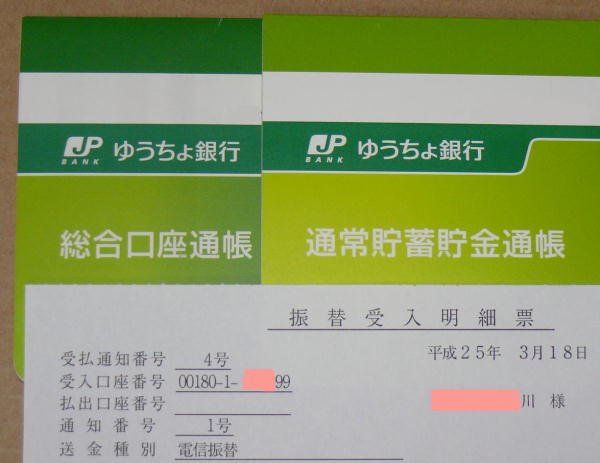 JP
BANK
ゆうちょ銀行
総合口座通帳
JP
BANK
ゆうちょ銀行
通常貯蓄貯金通帳
振替受入明細票
平成25年 3月18日
受払通知番号 4号
受入口座番号 00180-1- 99
川 様
払出口座番号
通知番号 1号
送金種別 電信振替